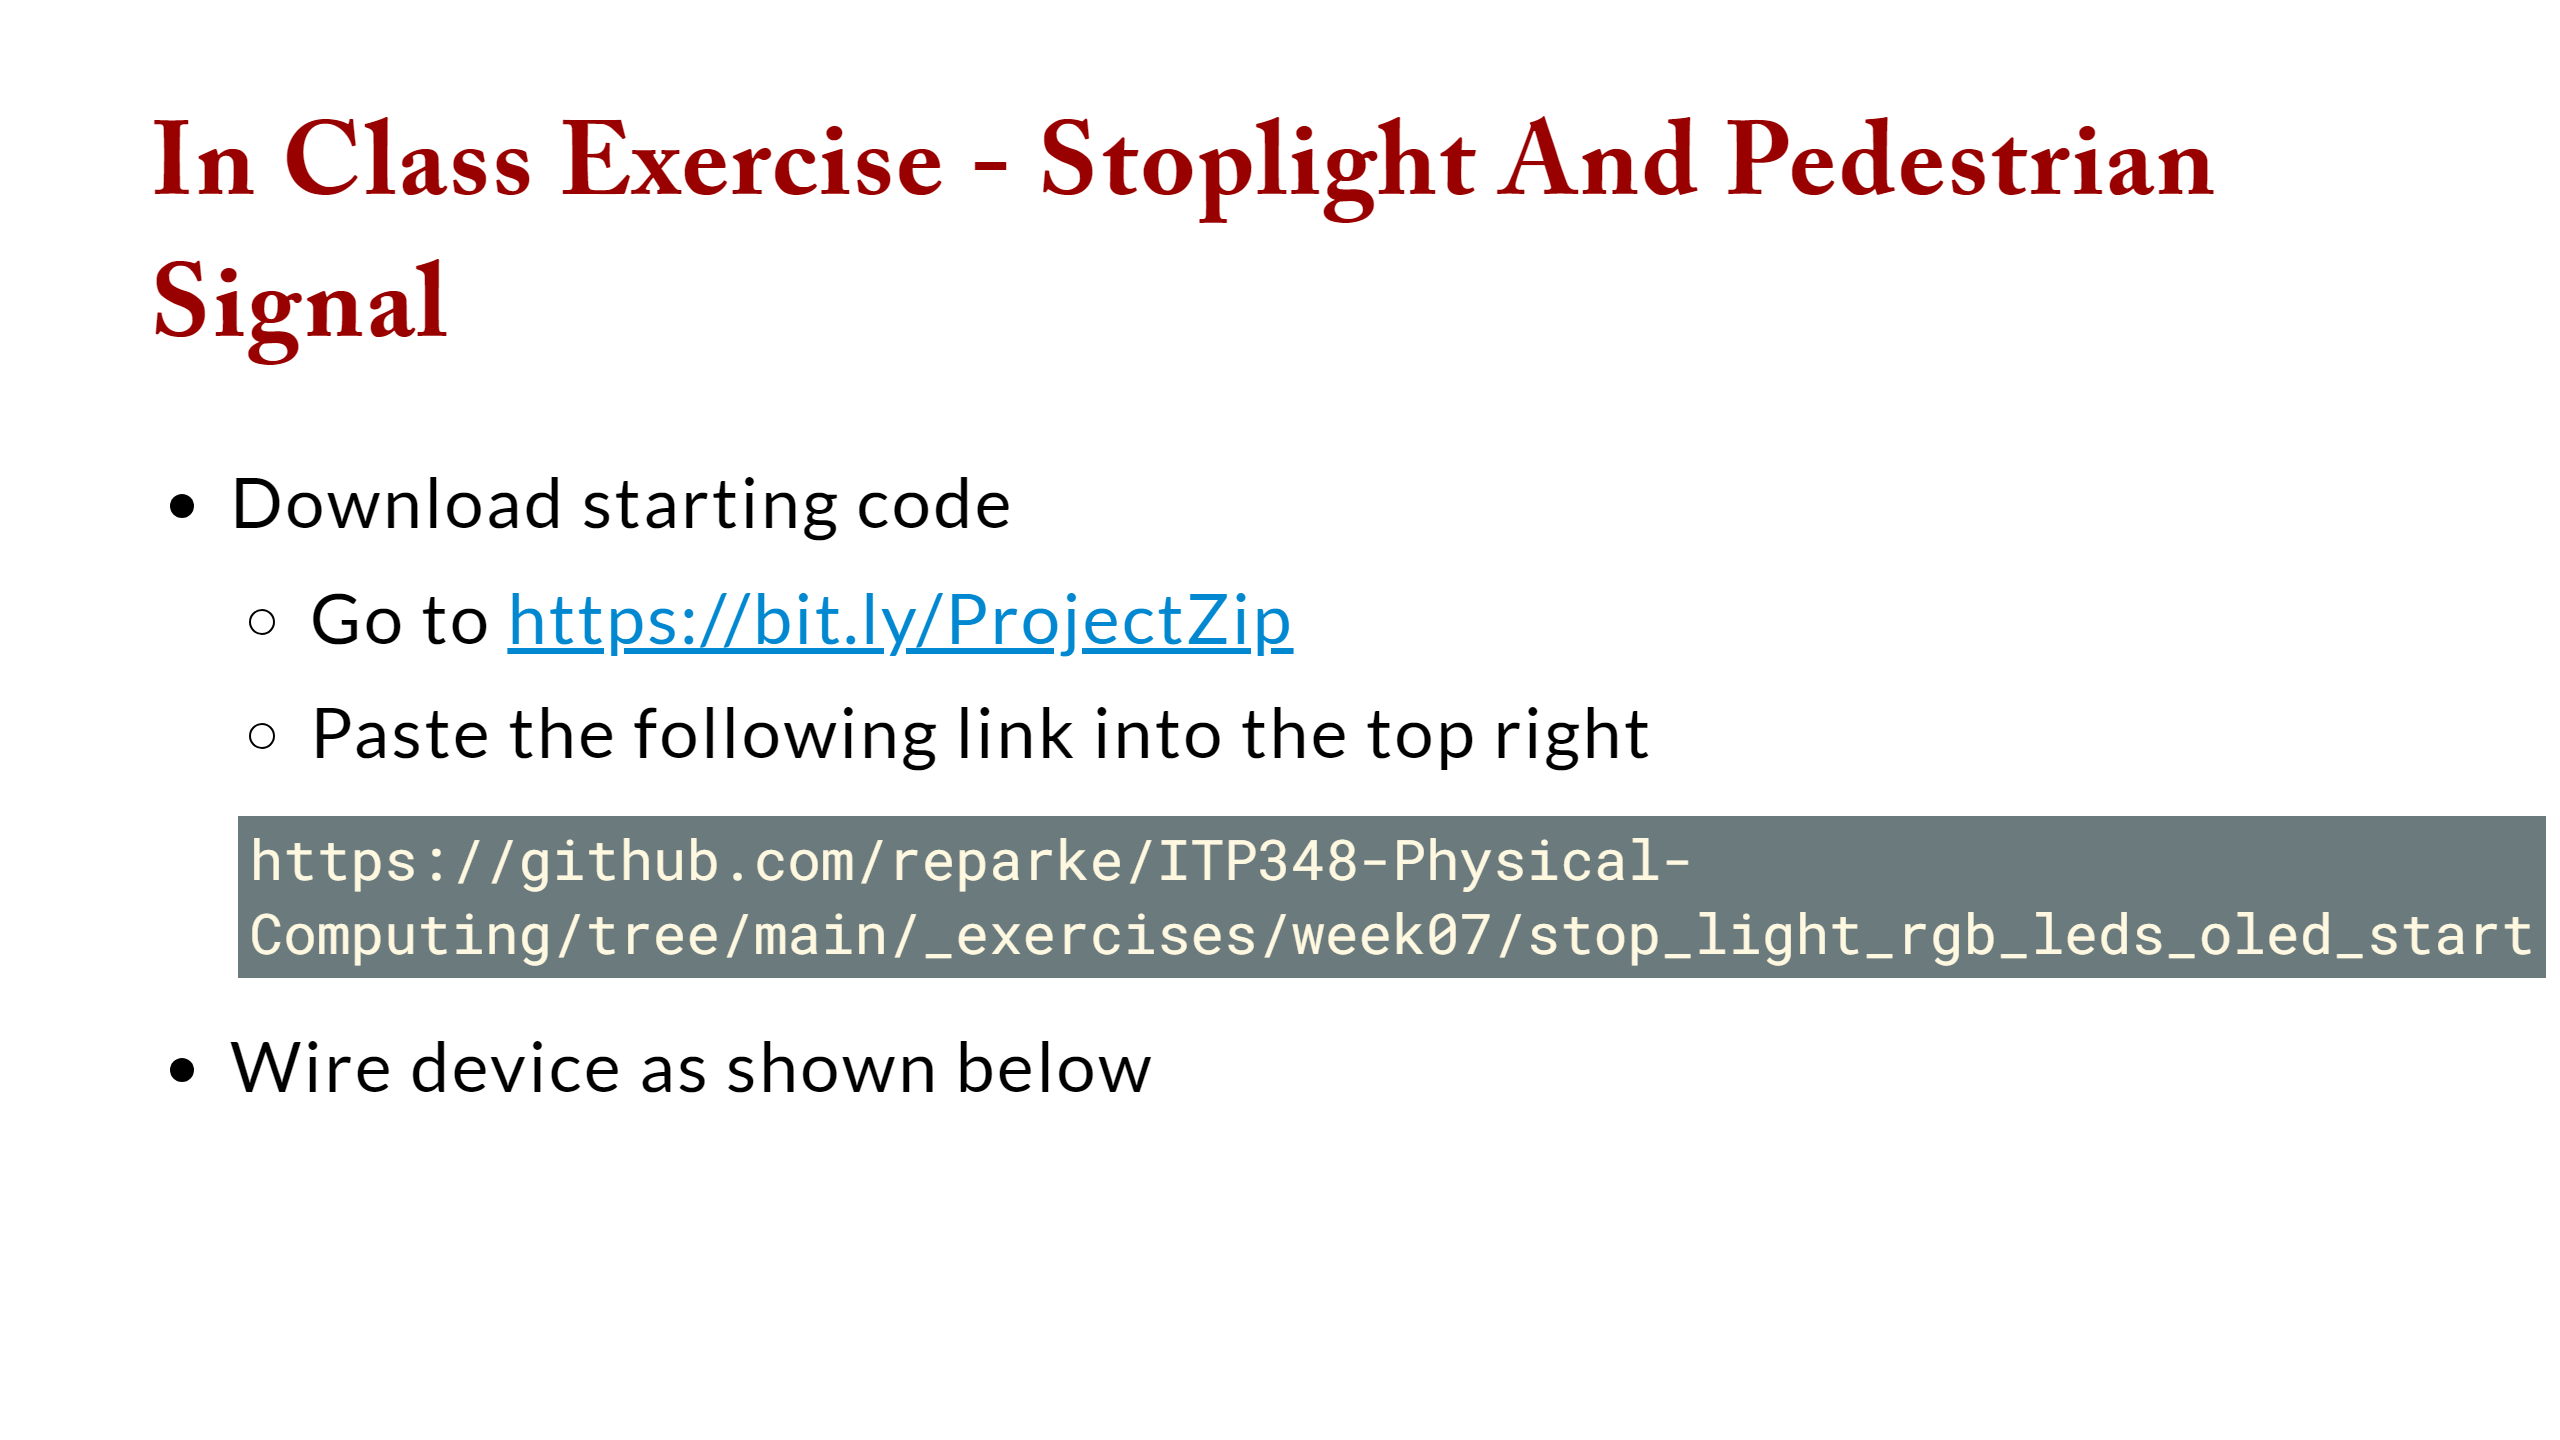 In Class Exercise - Stoplight And Pedestrian
Signal
Download starting code
Go to https://bit.ly/ProjectZip
Paste the following link into the top right
https://github.com/reparke/ITP348-Physical-
Computing/tree/main/_exercises/week07/stop_light_rgb_leds_oled_start
Wire device as shown below